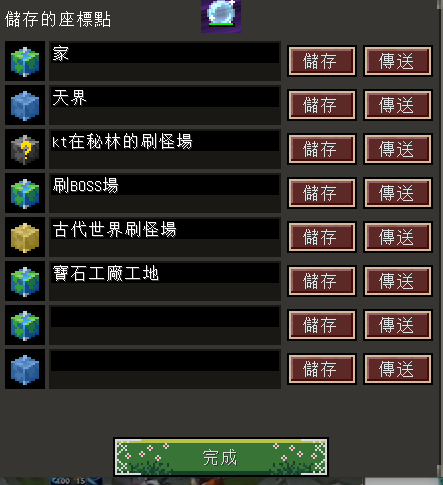 儲存的座標點
家
儲存 傳送
天界
儲存 傳送
kt在秘林的刷怪場
儲存 傳送
刷BOSS場
儲存 傳送
古代世界刷怪場
儲存 傳送
寶石工廠工地
儲存 傳送
儲存 傳送
儲存 傳送
完成